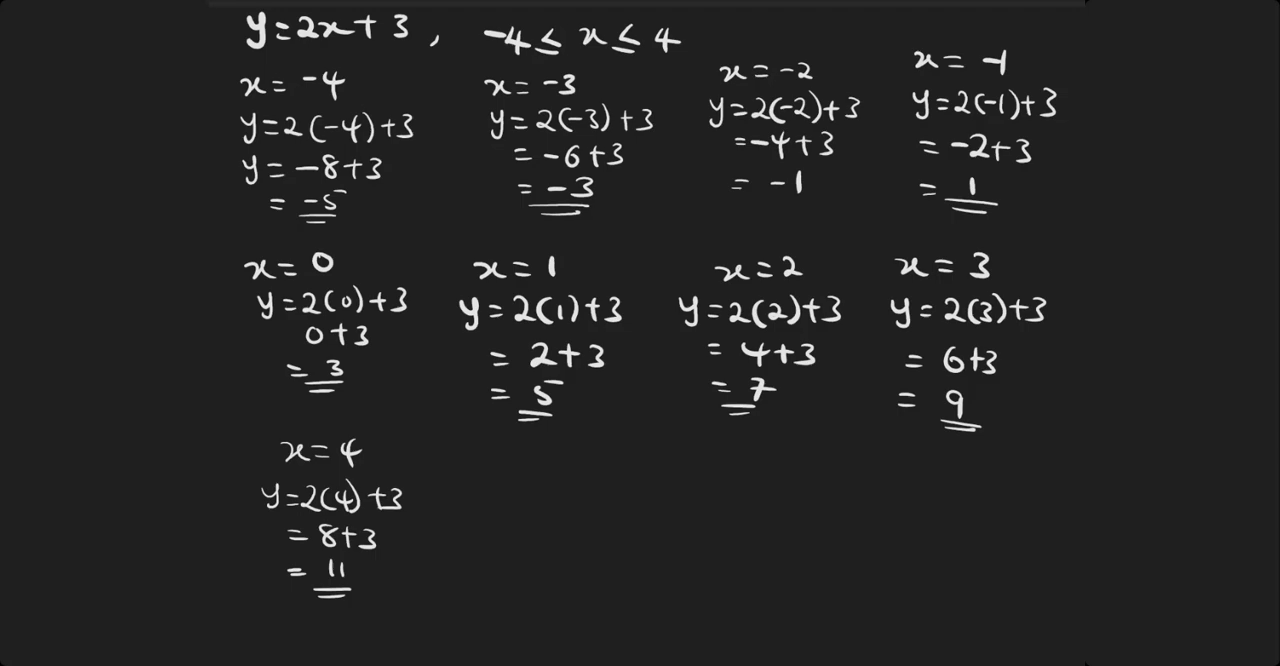 y=2x+3, -4≤ x ≤ 4
x= -4
y=2(-4)+3
y= -8+3
= -5
x= -3
y=2(-3)+3
= -6+3
= -3
x=-2
y=2(-2)+3
=-4+3
= -1
x= -1
y=2(-1)+3
= -2+3
= 1
x= 0
y=2(0)+3
0+3
= 3
x=1
y=2(1)+3
= 2+3
= 5
x=2
y=2(2)+3
= 4+3
= 7
x= 3
y=2(3)+3
= 6+3
= 9
x=4
y=2(4)+3
= 8+3
= 11